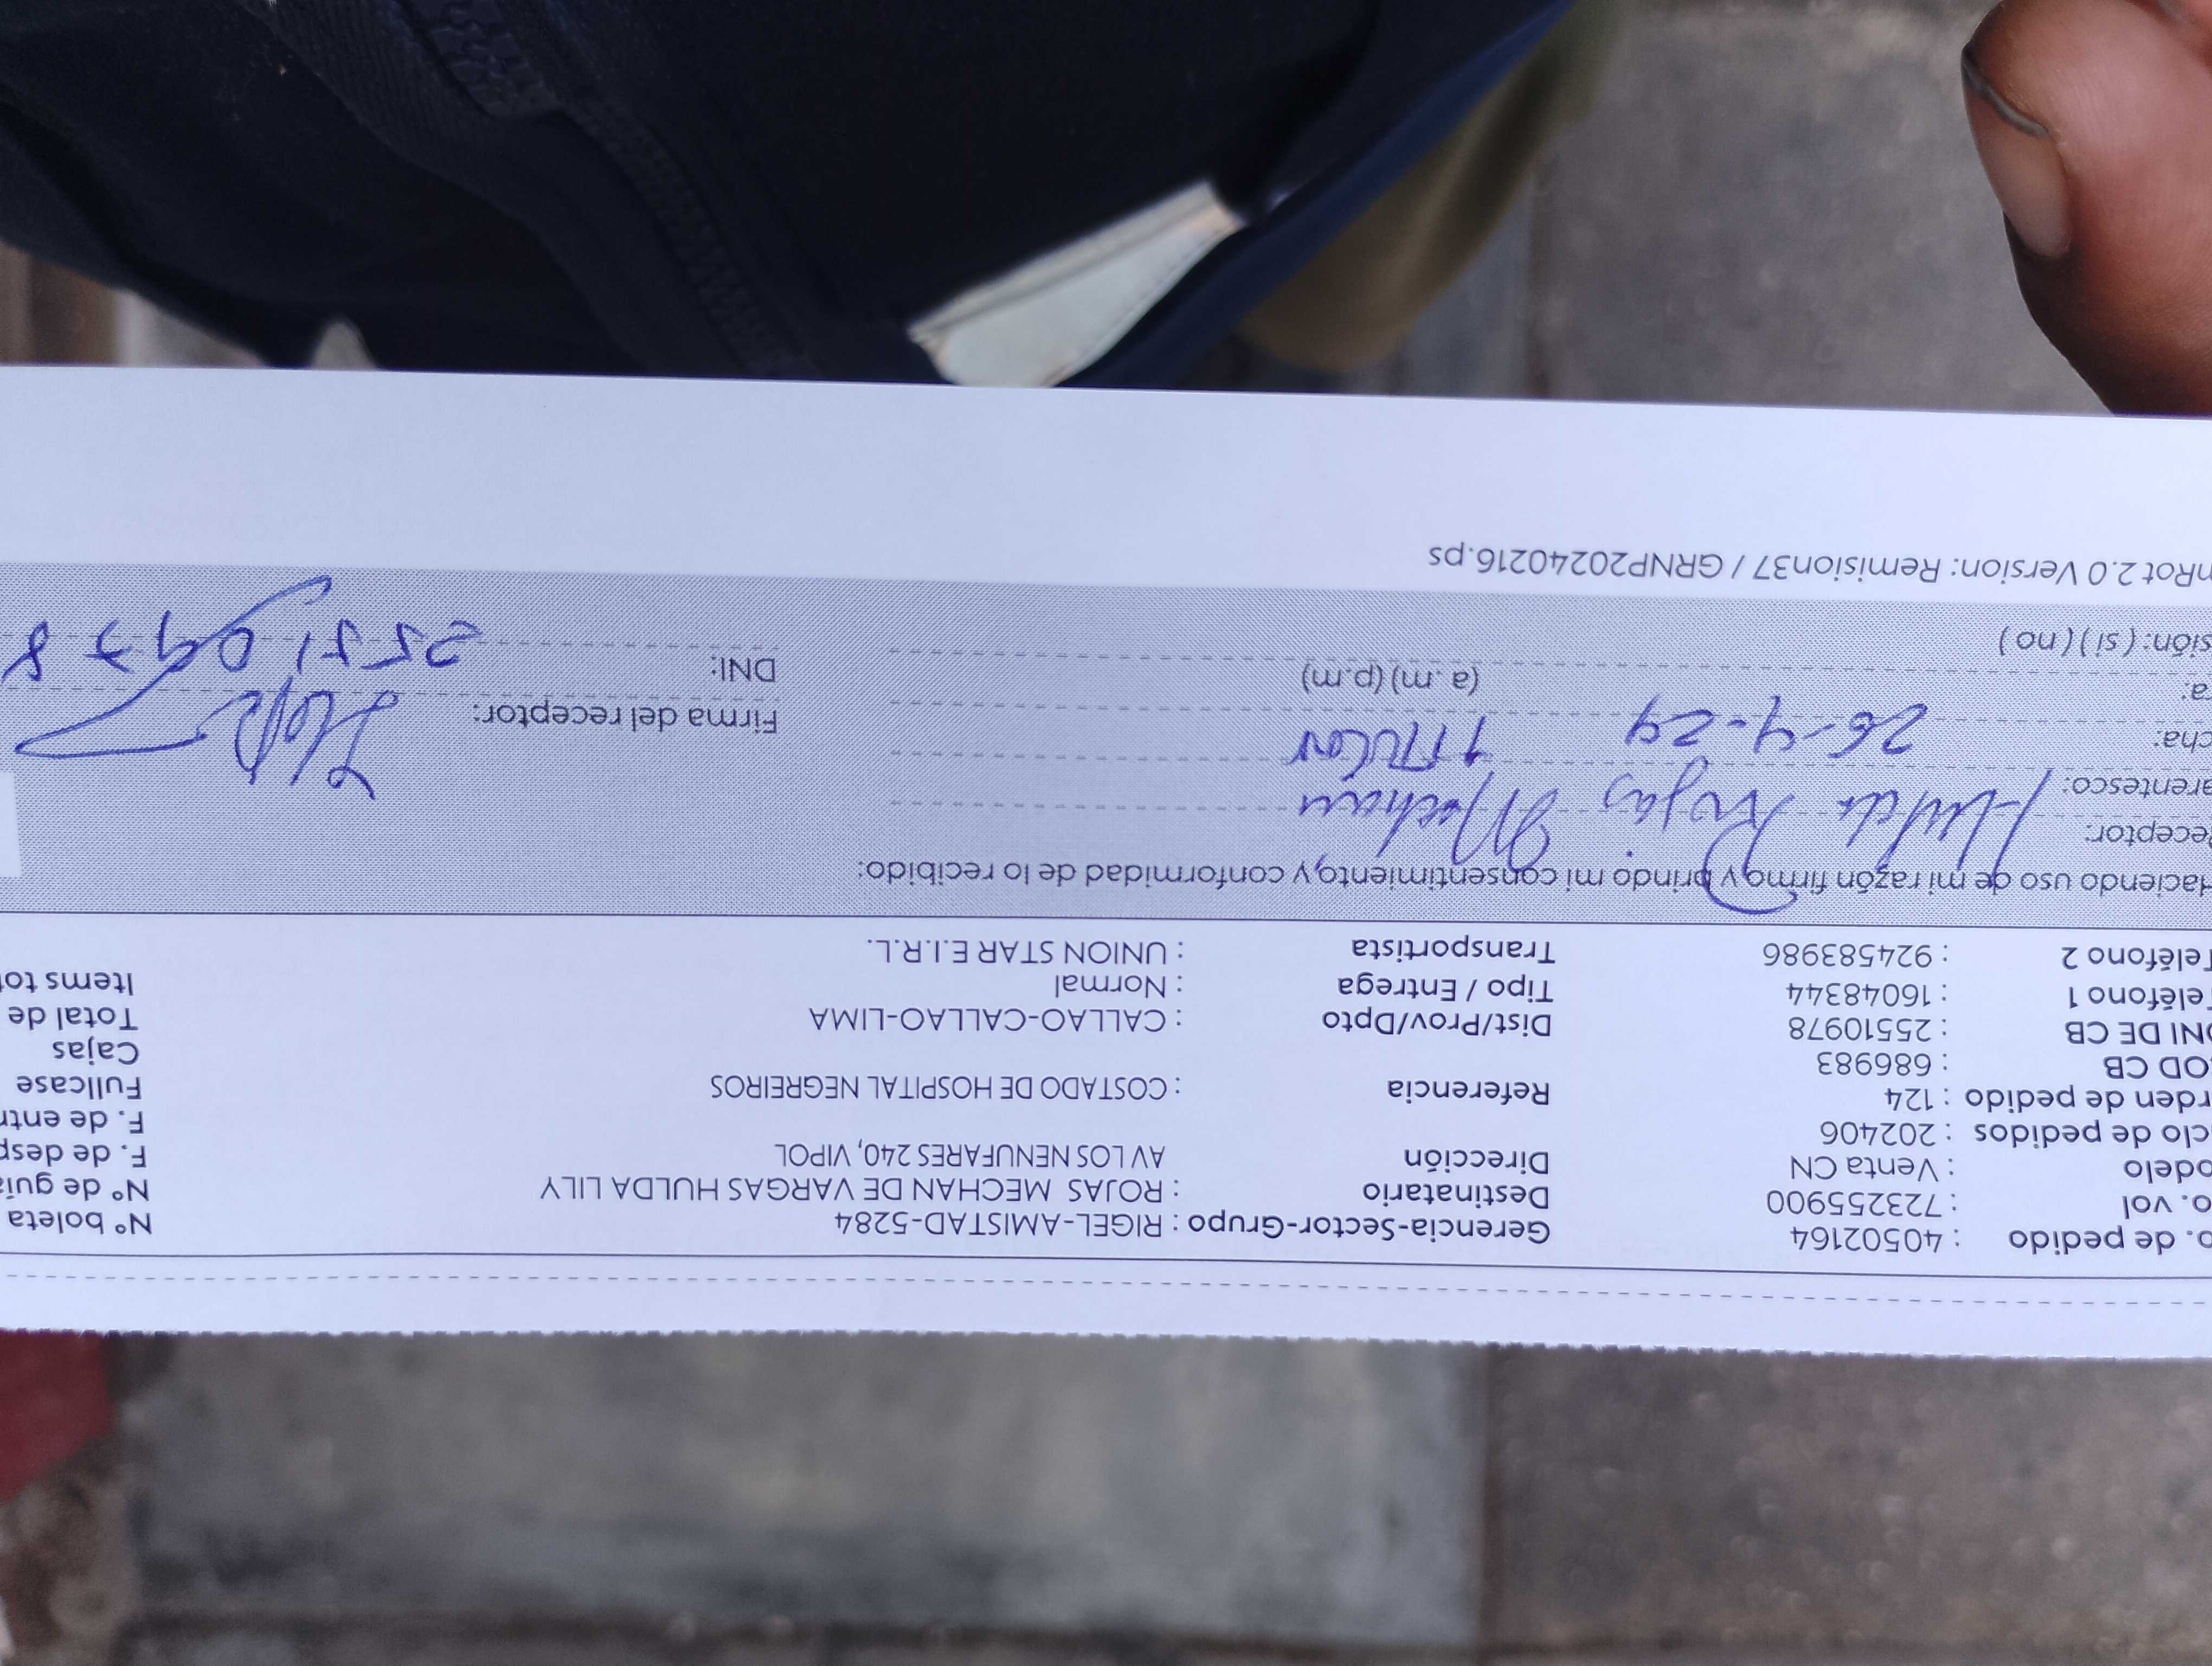 o. de pedido : 40502164 Gerencia-Sector-Grupo : RIGEL-AMISTAD-5284 Nº boleta
o. vol : 723255900 Destinatario : ROJAS MECHAN DE VARGAS HULDA LILY Nº de guía
odelo : Venta CN Dirección AV LOS NENUFARES 240, VIPOL F. de desp
clo de pedidos : 202406 F. de entr
rden de pedido : 124 Referencia : COSTADO DE HOSPITAL NEGREIROS Fullcase
OD CB : 686983 Cajas
NI DE CB : 25510978 Dist/Prov/Dpto : CALLAO-CALLAO-LIMA Total de
eléfono 1 : 16048344 Tipo / Entrega : Normal Items tot
eléfono 2 : 924583986 Transportista : UNION STAR E.I.R.L.
Haciendo uso de mi razón firmo y brindo mi consentimiento, y conformidad de lo recibido:
eceptor: Hulda Rojas Mechan
arentesco: Titular
cha: 26-4-24 Firma del receptor:
a: (a.m) (p.m) DNI: 25510978
sión: (si) (no)
nRot 2.0 Version: Remision37 / GRNP20240216.ps